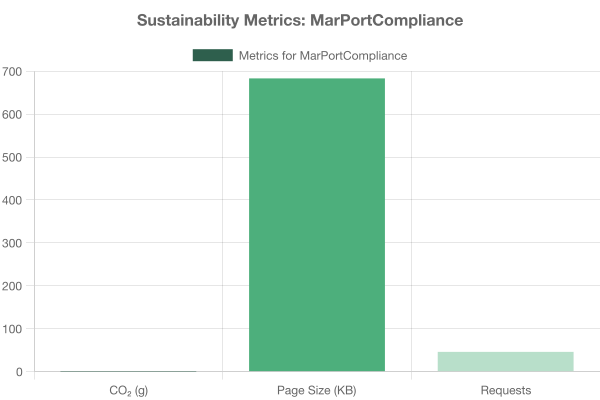 Sustainability Metrics: MarPortCompliance
Metrics for MarPortCompliance
700
600
500
400
300
200
100
0
CO₂ (g)
Page Size (KB)
Requests